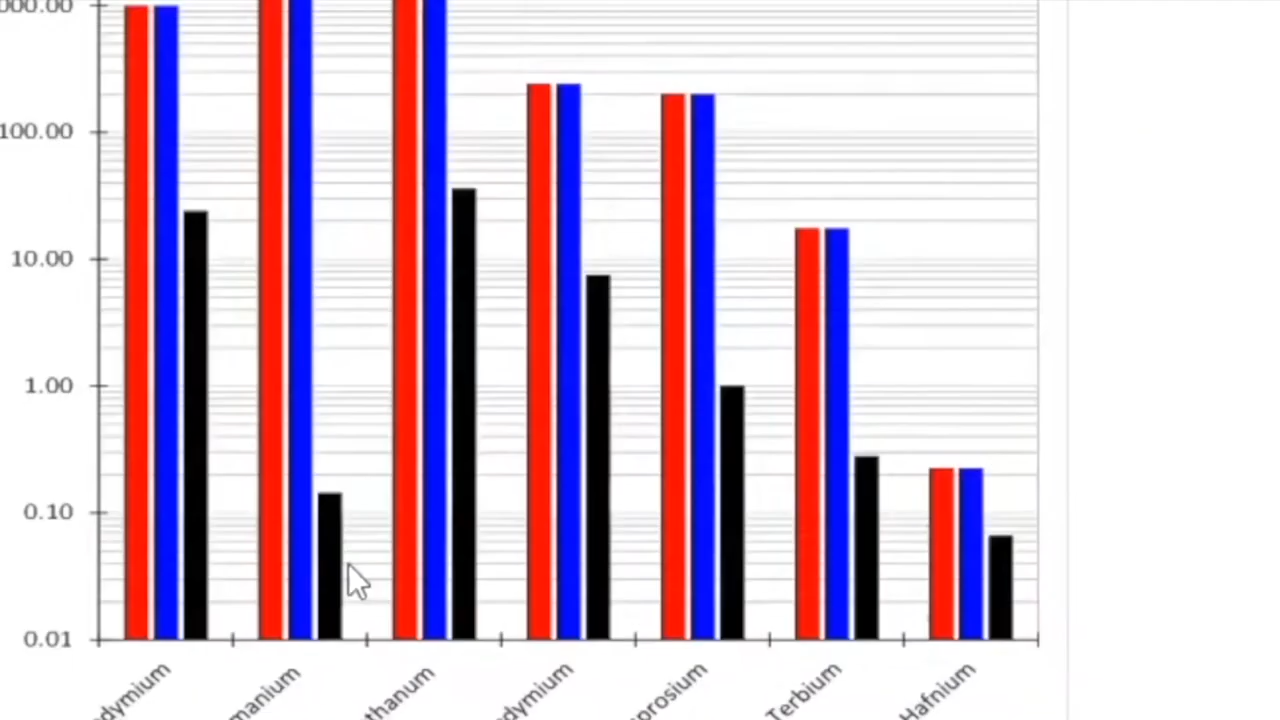 000.00
100.00
10.00
1.00
0.10
0.01
dymium
manium
thanum
dymium
prosium
Terbium
Hafnium